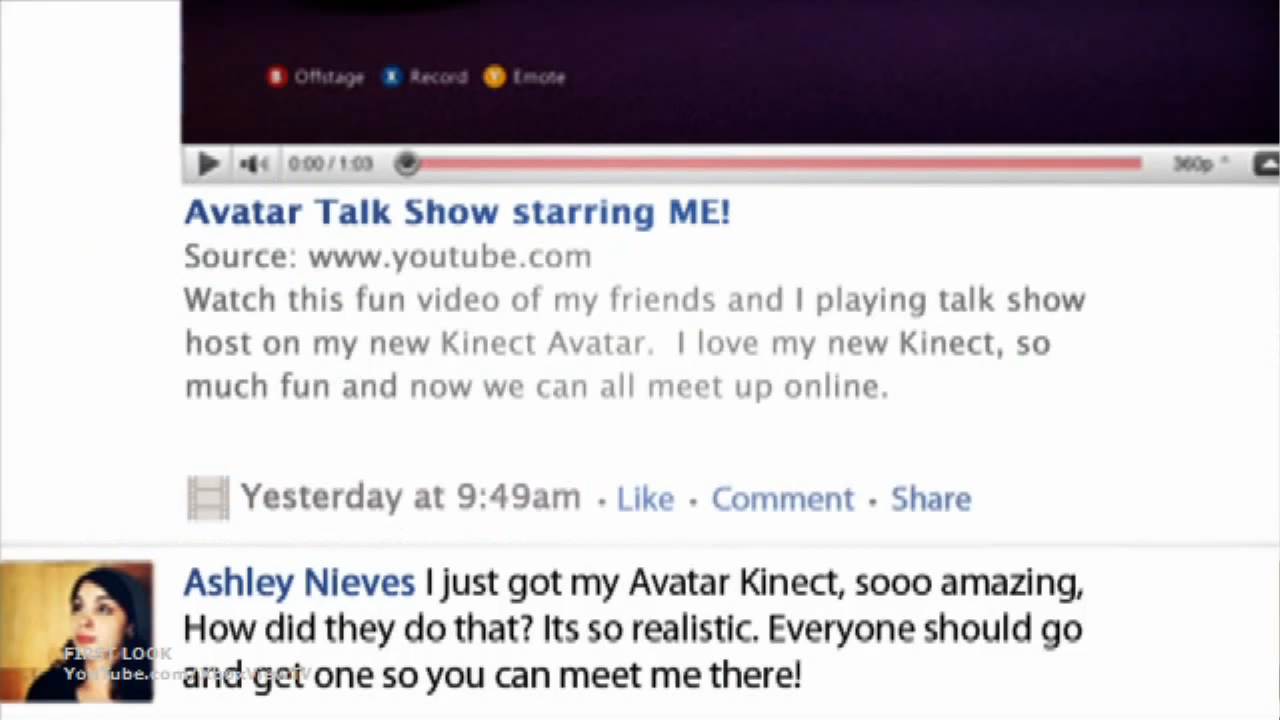 B Offstage X Record Y Emote
0:00 / 1:03 360p
Avatar Talk Show starring ME!
Source: www.youtube.com
Watch this fun video of my friends and I playing talk show
host on my new Kinect Avatar. I love my new Kinect, so
much fun and now we can all meet up online.
Yesterday at 9:49am · Like · Comment · Share
Ashley Nieves I just got my Avatar Kinect, sooo amazing,
How did they do that? Its so realistic. Everyone should go
and get one so you can meet me there!
FIRST LOOK